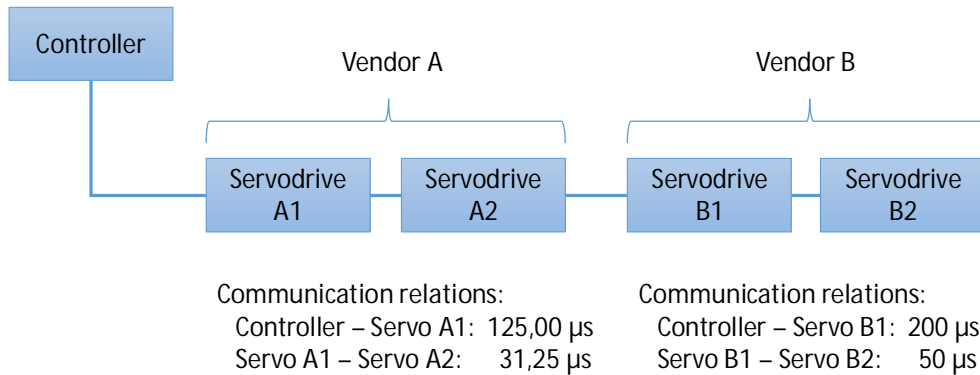 Controller
Vendor A
Vendor B
Servodrive
A1
Servodrive
A2
Servodrive
B1
Servodrive
B2
Communication relations:
Controller – Servo A1: 125,00 µs
Servo A1 – Servo A2: 31,25 µs
Communication relations:
Controller – Servo B1: 200 µs
Servo B1 – Servo B2: 50 µs